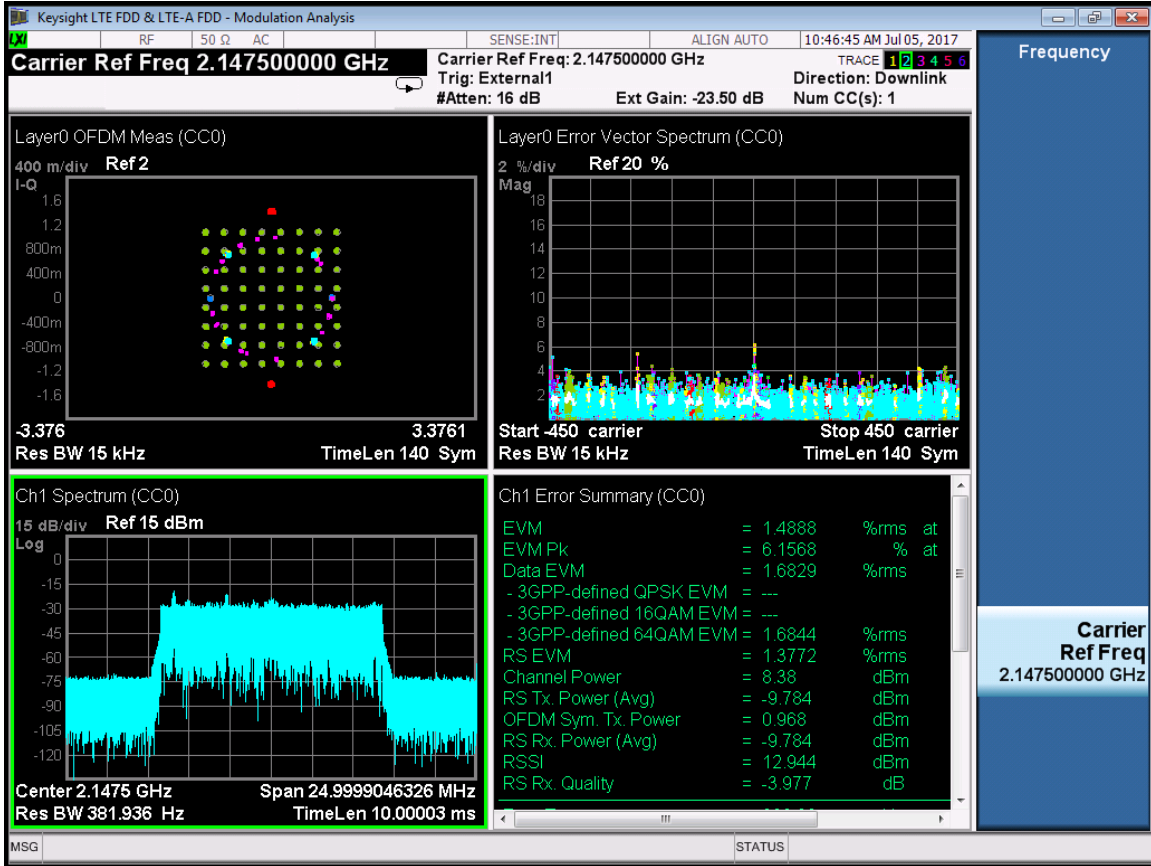 Keysight LTE FDD & LTE-A FDD - Modulation Analysis
LXI RF 50 Ω AC SENSE:INT ALIGN AUTO 10:46:45 AM Jul 05, 2017
Carrier Ref Freq 2.147500000 GHz
Carrier Ref Freq: 2.147500000 GHz
Trig: External1
#Atten: 16 dB Ext Gain: -23.50 dB
TRACE 1 2 3 4 5 6
Direction: Downlink
Num CC(s): 1
Frequency
Layer0 OFDM Meas (CC0)
400 m/div Ref 2
I-Q
1.6
1.2
800m
400m
0
-400m
-800m
-1.2
-1.6
-3.376 3.3761
Res BW 15 kHz TimeLen 140 Sym
Layer0 Error Vector Spectrum (CC0)
2 %/div Ref 20 %
Mag
18
16
14
12
10
8
6
4
2
Start -450 carrier Stop 450 carrier
Res BW 15 kHz TimeLen 140 Sym
Ch1 Spectrum (CC0)
15 dB/div Ref 15 dBm
Log
0
-15
-30
-45
-60
-75
-90
-105
-120
Center 2.1475 GHz Span 24.9999046326 MHz
Res BW 381.936 Hz TimeLen 10.00003 ms
Ch1 Error Summary (CC0)
EVM = 1.4888 %rms at
EVM Pk = 6.1568 % at
Data EVM = 1.6829 %rms
- 3GPP-defined QPSK EVM = ---
- 3GPP-defined 16QAM EVM = ---
- 3GPP-defined 64QAM EVM = 1.6844 %rms
RS EVM = 1.3772 %rms
Channel Power = 8.38 dBm
RS Tx. Power (Avg) = -9.784 dBm
OFDM Sym. Tx. Power = 0.968 dBm
RS Rx. Power (Avg) = -9.784 dBm
RSSI = 12.944 dBm
RS Rx. Quality = -3.977 dB
Carrier
Ref Freq
2.147500000 GHz
MSG STATUS